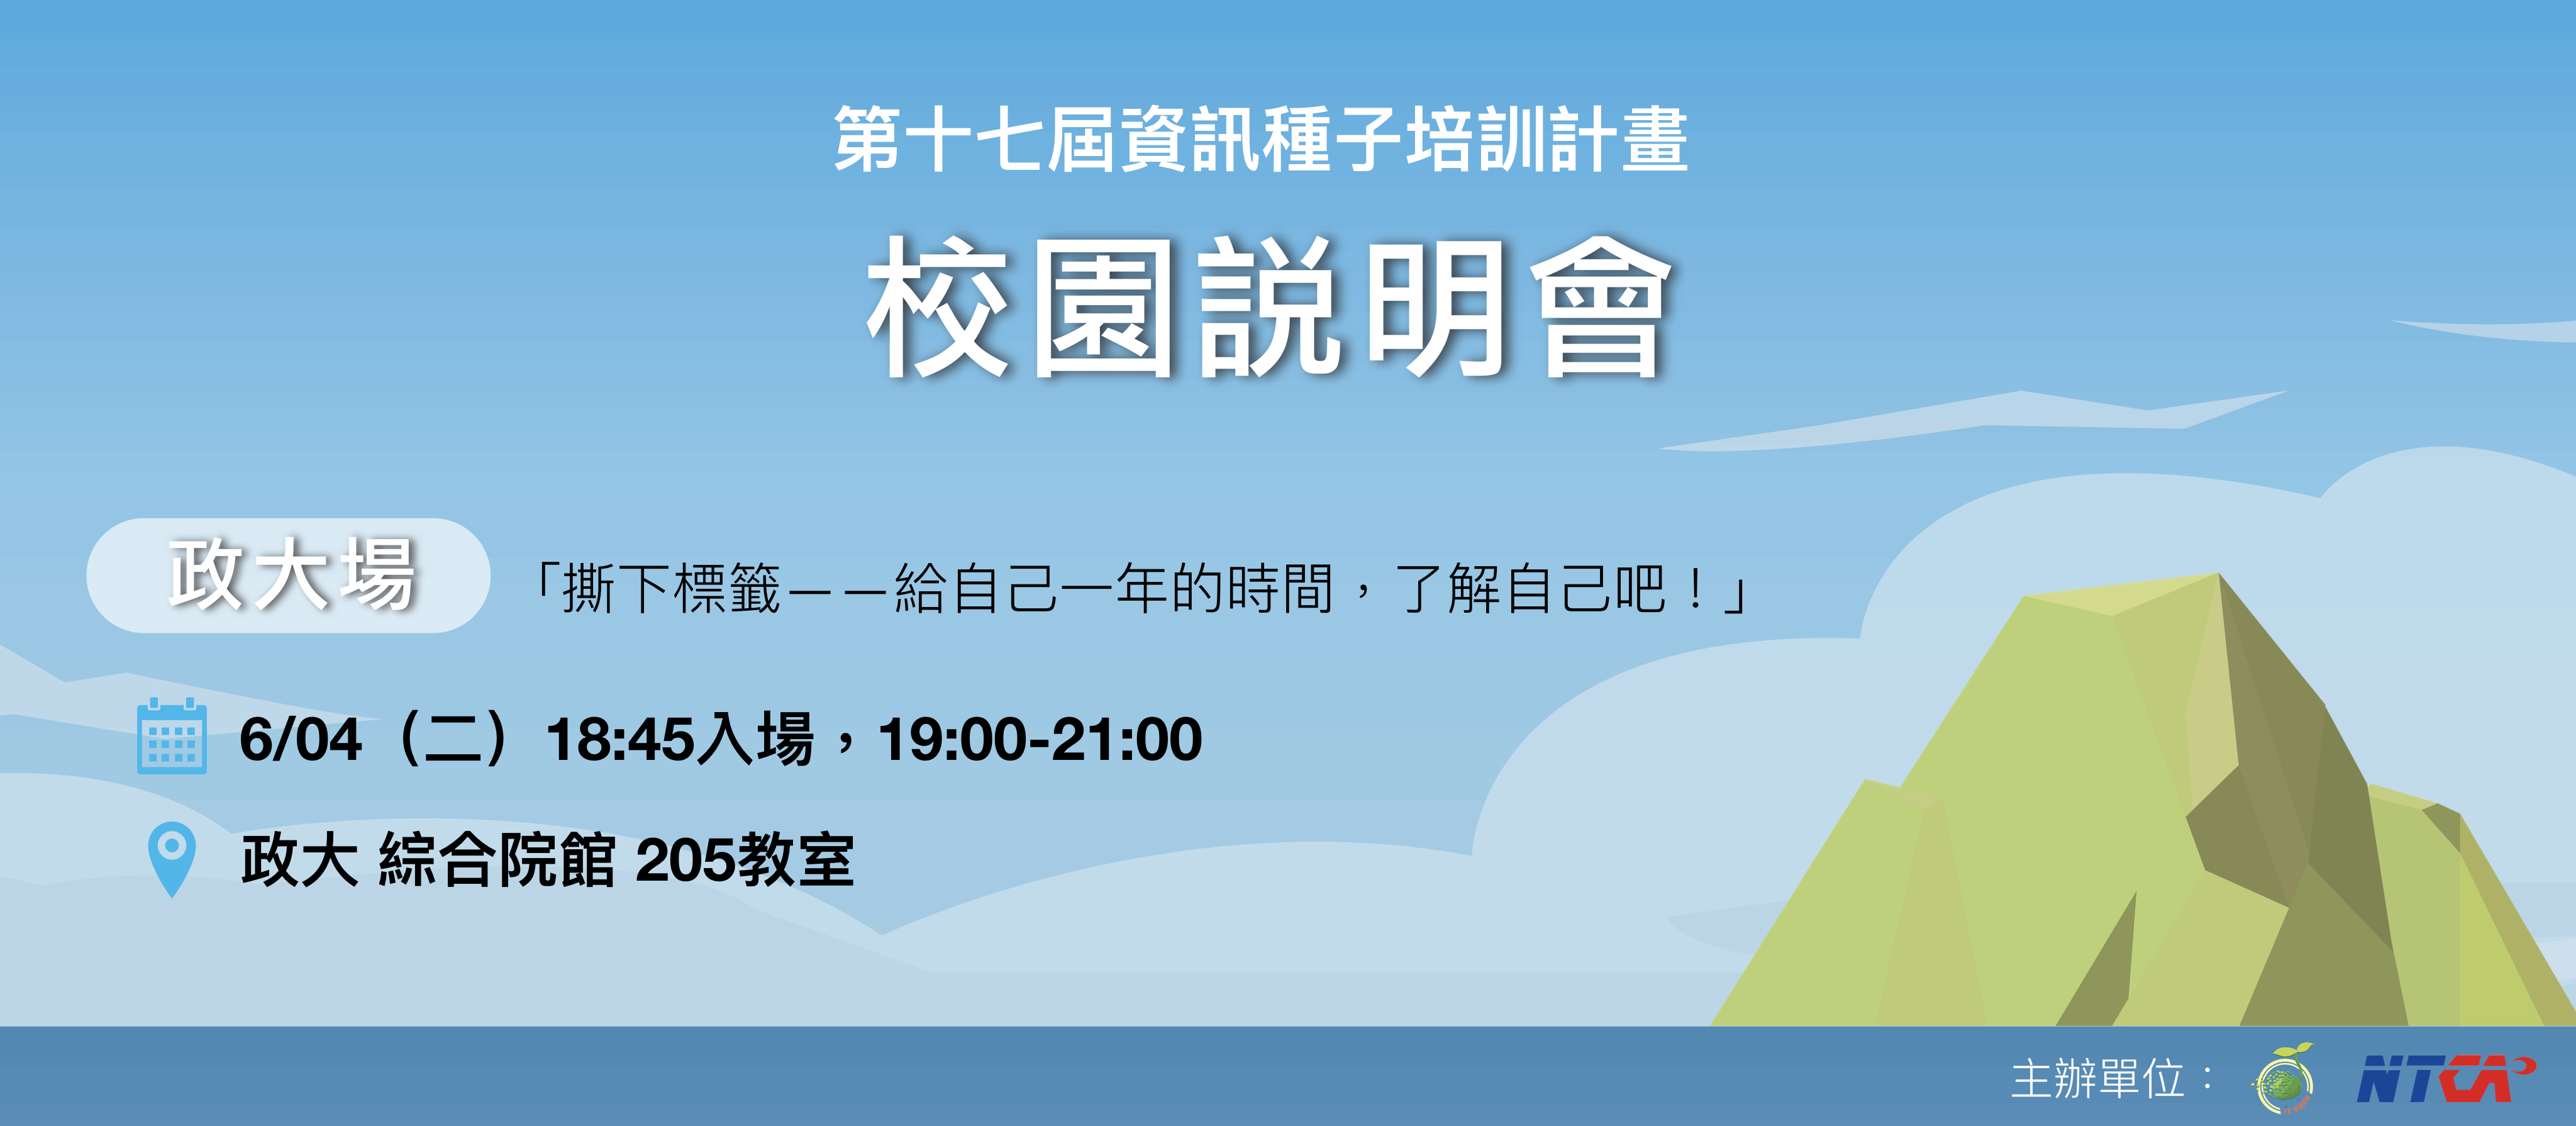 第十七屆資訊種子培訓計畫
校園説明會
政大場
「撕下標籤——給自己一年的時間，了解自己吧！」
6/04（二）18:45入場，19:00-21:00
政大 綜合院館 205教室
主辦單位：
NTCA